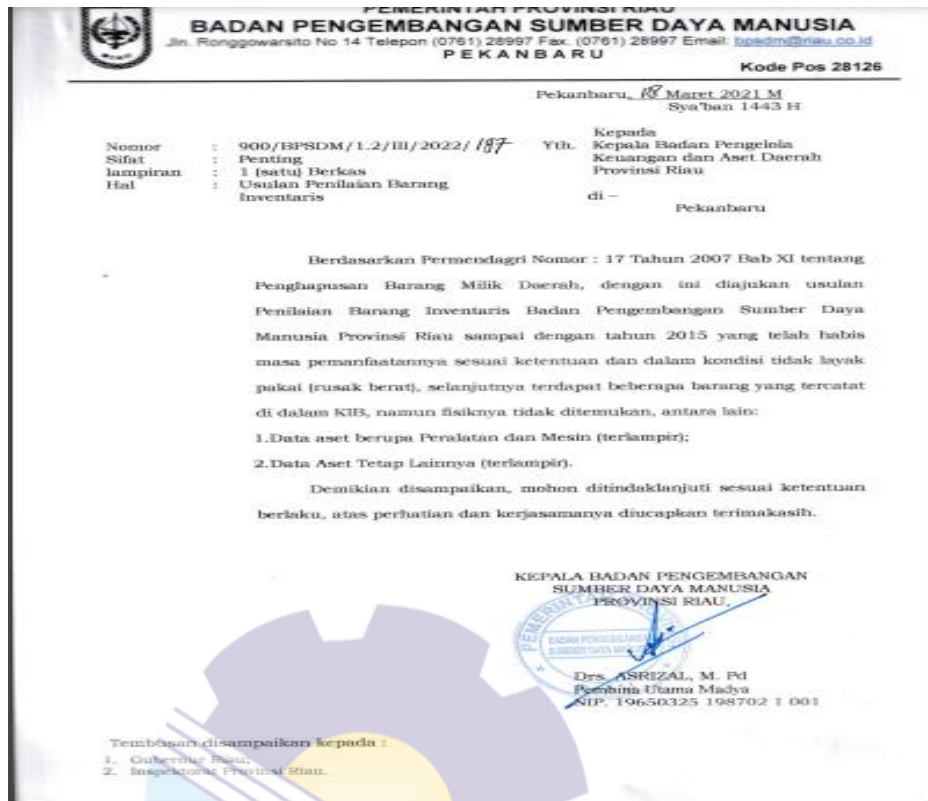 PEMERINTAH PROVINSI RIAU
BADAN PENGEMBANGAN SUMBER DAYA MANUSIA
Jln. Ronggowarsito No 14 Telepon (0761) 28997 Fax. (0761) 28997 Email: bpsdm@riau.co.id
PEKANBARU
Kode Pos 28126
Pekanbaru, 18 Maret 2021 M
Sya'ban 1443 H
Kepada
Nomor : 900/BPSDM/1.2/III/2022/187 Yth. Kepala Badan Pengelola
Sifat : Penting Keuangan dan Aset Daerah
lampiran : 1 (satu) Berkas Provinsi Riau
Hal : Usulan Penilaian Barang
Inventaris di –
Pekanbaru
Berdasarkan Permendagri Nomor : 17 Tahun 2007 Bab XI tentang
Penghapusan Barang Milik Daerah, dengan ini diajukan usulan
Penilaian Barang Inventaris Badan Pengembangan Sumber Daya
Manusia Provinsi Riau sampai dengan tahun 2015 yang telah habis
masa pemanfaatannya sesuai ketentuan dan dalam kondisi tidak layak
pakai (rusak berat), selanjutnya terdapat beberapa barang yang tercatat
di dalam KIB, namun fisiknya tidak ditemukan, antara lain:
1.Data aset berupa Peralatan dan Mesin (terlampir);
2.Data Aset Tetap Lainnya (terlampir).
Demikian disampaikan, mohon ditindaklanjuti sesuai ketentuan
berlaku, atas perhatian dan kerjasamanya diucapkan terimakasih.
KEPALA BADAN PENGEMBANGAN
SUMBER DAYA MANUSIA
PROVINSI RIAU,
Drs. ASRIZAL, M. Pd
Pembina Utama Madya
NIP. 19650325 198702 1 001
Tembusan disampaikan kepada :
1. Gubernur Riau;
2. Inspektorat Provinsi Riau.